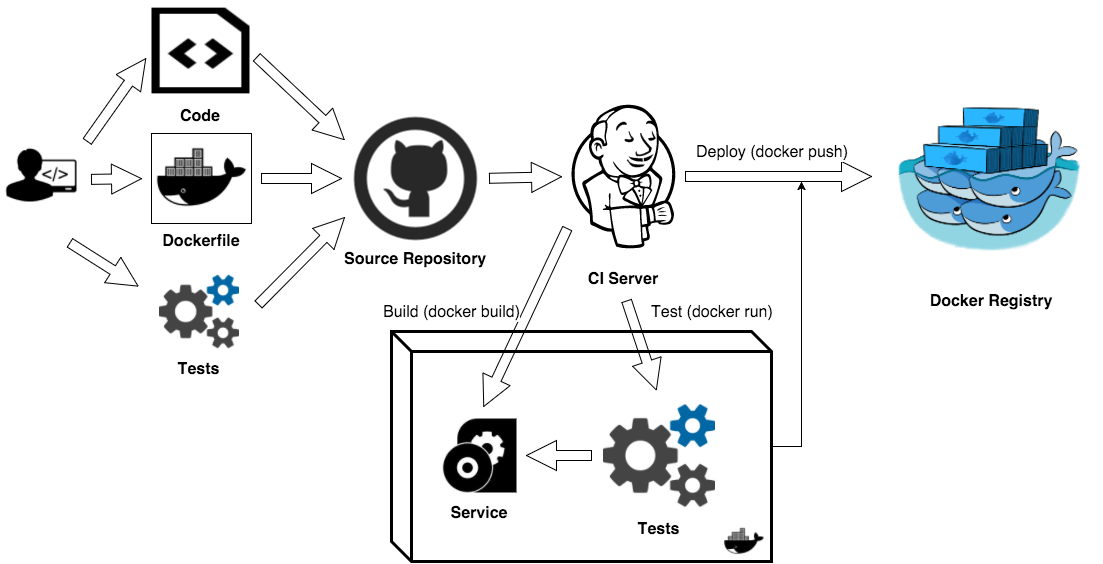 Code
</>
Dockerfile
Tests
Source Repository
CI Server
Deploy (docker push)
Docker Registry
Build (docker build)
Test (docker run)
Service
Tests